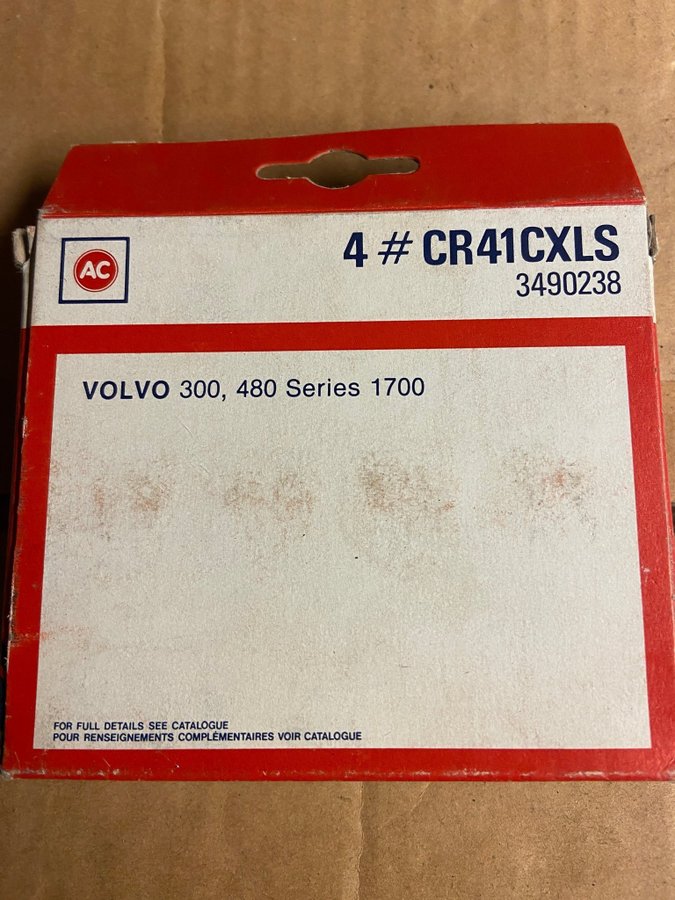 AC
4 # CR41CXLS
3490238
VOLVO 300, 480 Series 1700
FOR FULL DETAILS SEE CATALOGUE
POUR RENSEIGNEMENTS COMPLÉMENTAIRES VOIR CATALOGUE